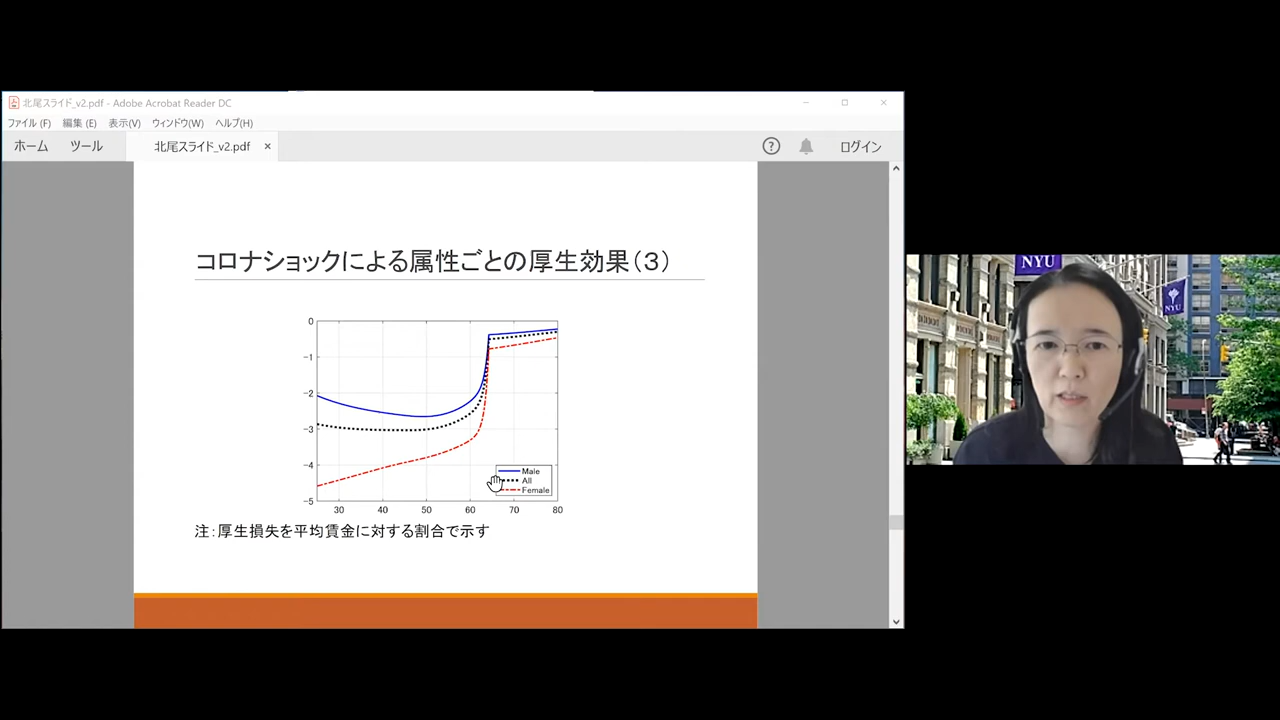 北尾スライド_v2.pdf - Adobe Acrobat Reader DC
ファイル (F) 編集 (E) 表示(V) ウィンドウ(W) ヘルプ(H)
ホーム ツール 北尾スライド_v2.pdf × ? ログイン
コロナショックによる属性ごとの厚生効果(3)
0
-1
-2
-3
-4
-5
30 40 50 60 70 80
Male
All
Female
注:厚生損失を平均賃金に対する割合で示す
NYU
NYU